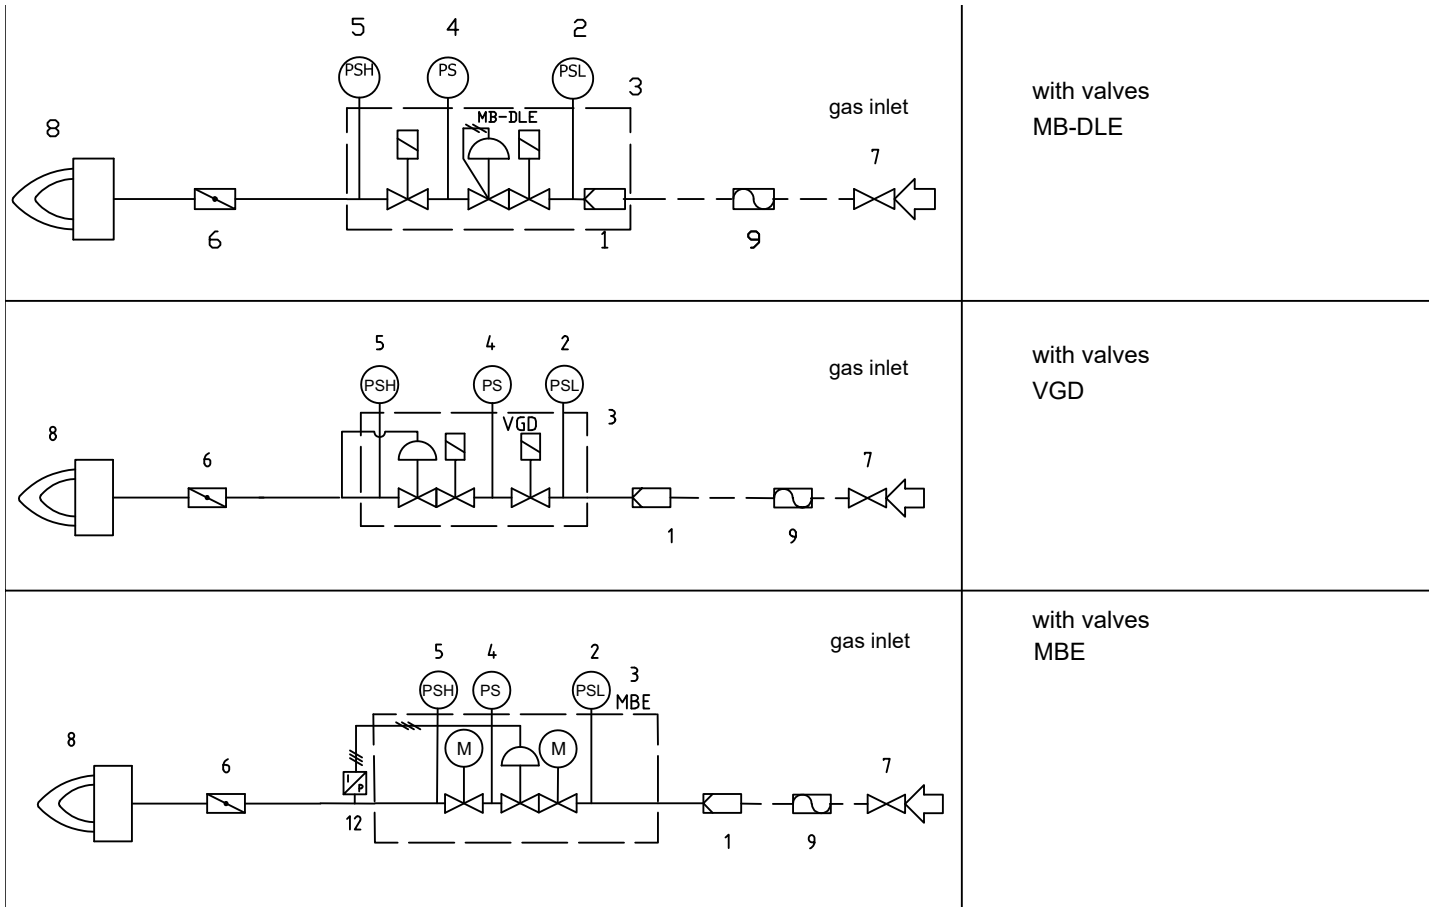 5 4 2
PSH PS PSL
3
MB-DLE
gas inlet
8
7
6
1
9
with valves
MB-DLE
5 4 2
PSH PS PSL
gas inlet
3
VGD
8
6
7
1
9
with valves
VGD
gas inlet
5 4 2
PSH PS PSL
3
MBE
8
M M
6
7
I
P
12
1
9
with valves
MBE